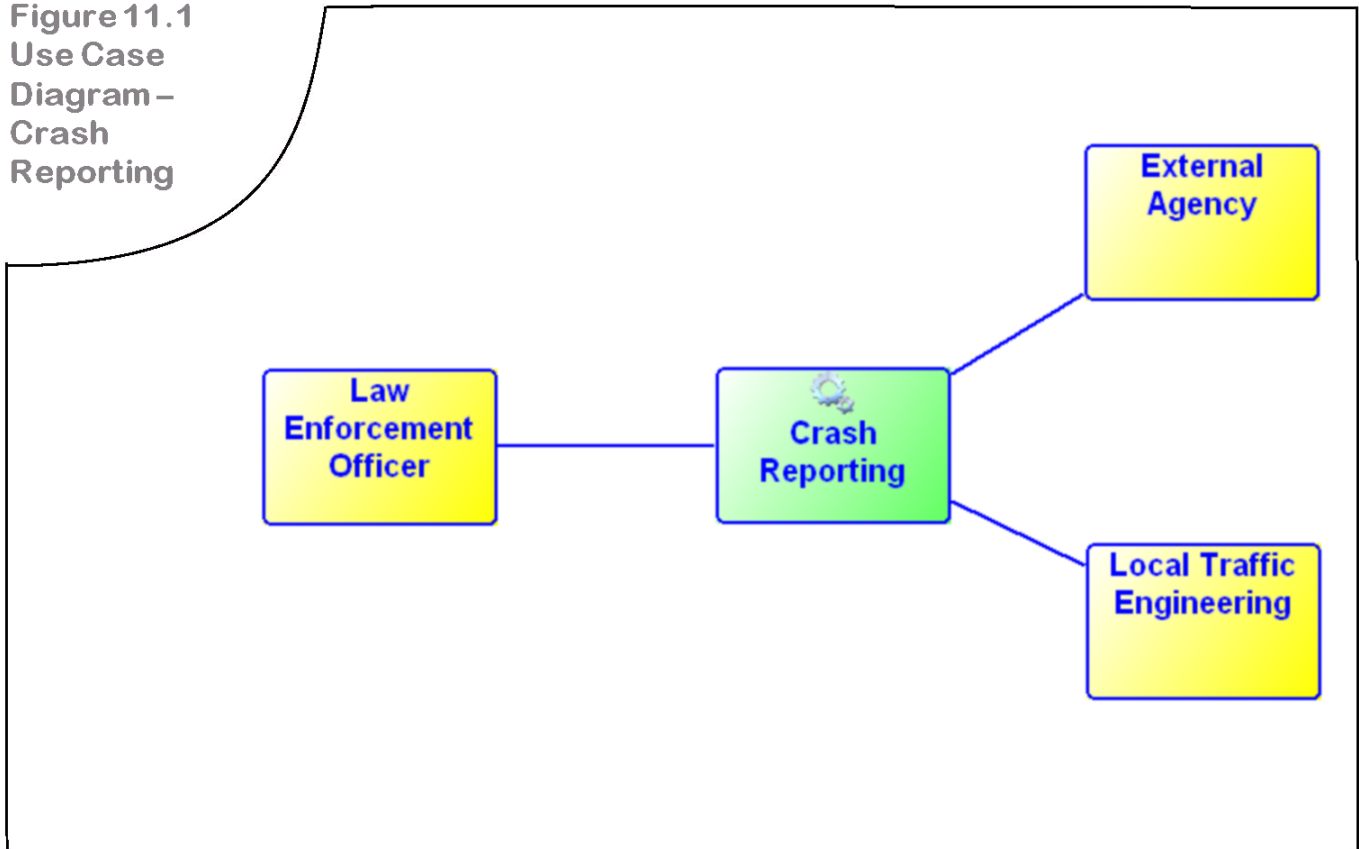 Figure 11.1
Use Case
Diagram –
Crash
Reporting
External
Agency
Law
Enforcement
Officer
Crash
Reporting
Local Traffic
Engineering